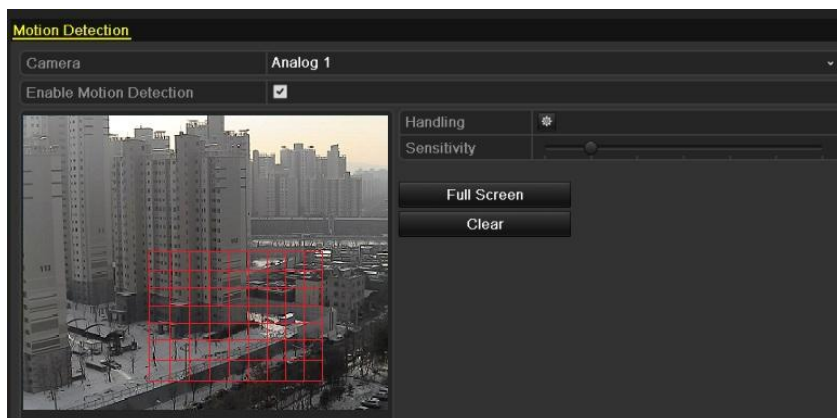 Motion Detection
Camera Analog 1
Enable Motion Detection
Handling
Sensitivity
Full Screen
Clear